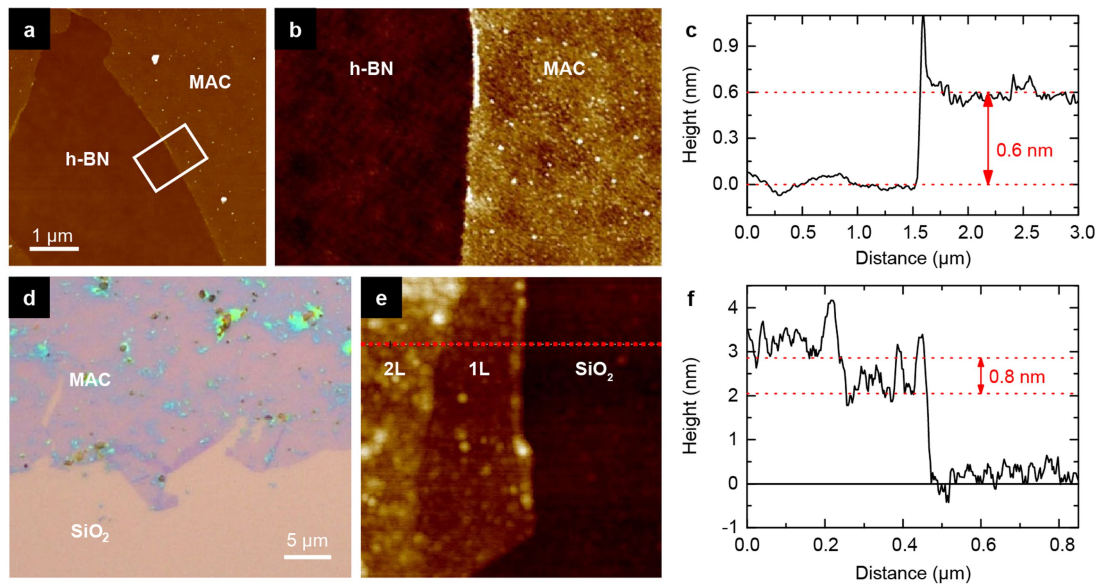 a
MAC
h-BN
1 μm
b
h-BN
MAC
c
Height (nm)
0.9
0.6
0.3
0.0
0.6 nm
0.0 0.5 1.0 1.5 2.0 2.5 3.0
Distance (μm)
d
MAC
SiO₂
5 μm
e
2L 1L SiO₂
f
Height (nm)
4
3
2
1
0
-1
0.8 nm
0.0 0.2 0.4 0.6 0.8
Distance (μm)